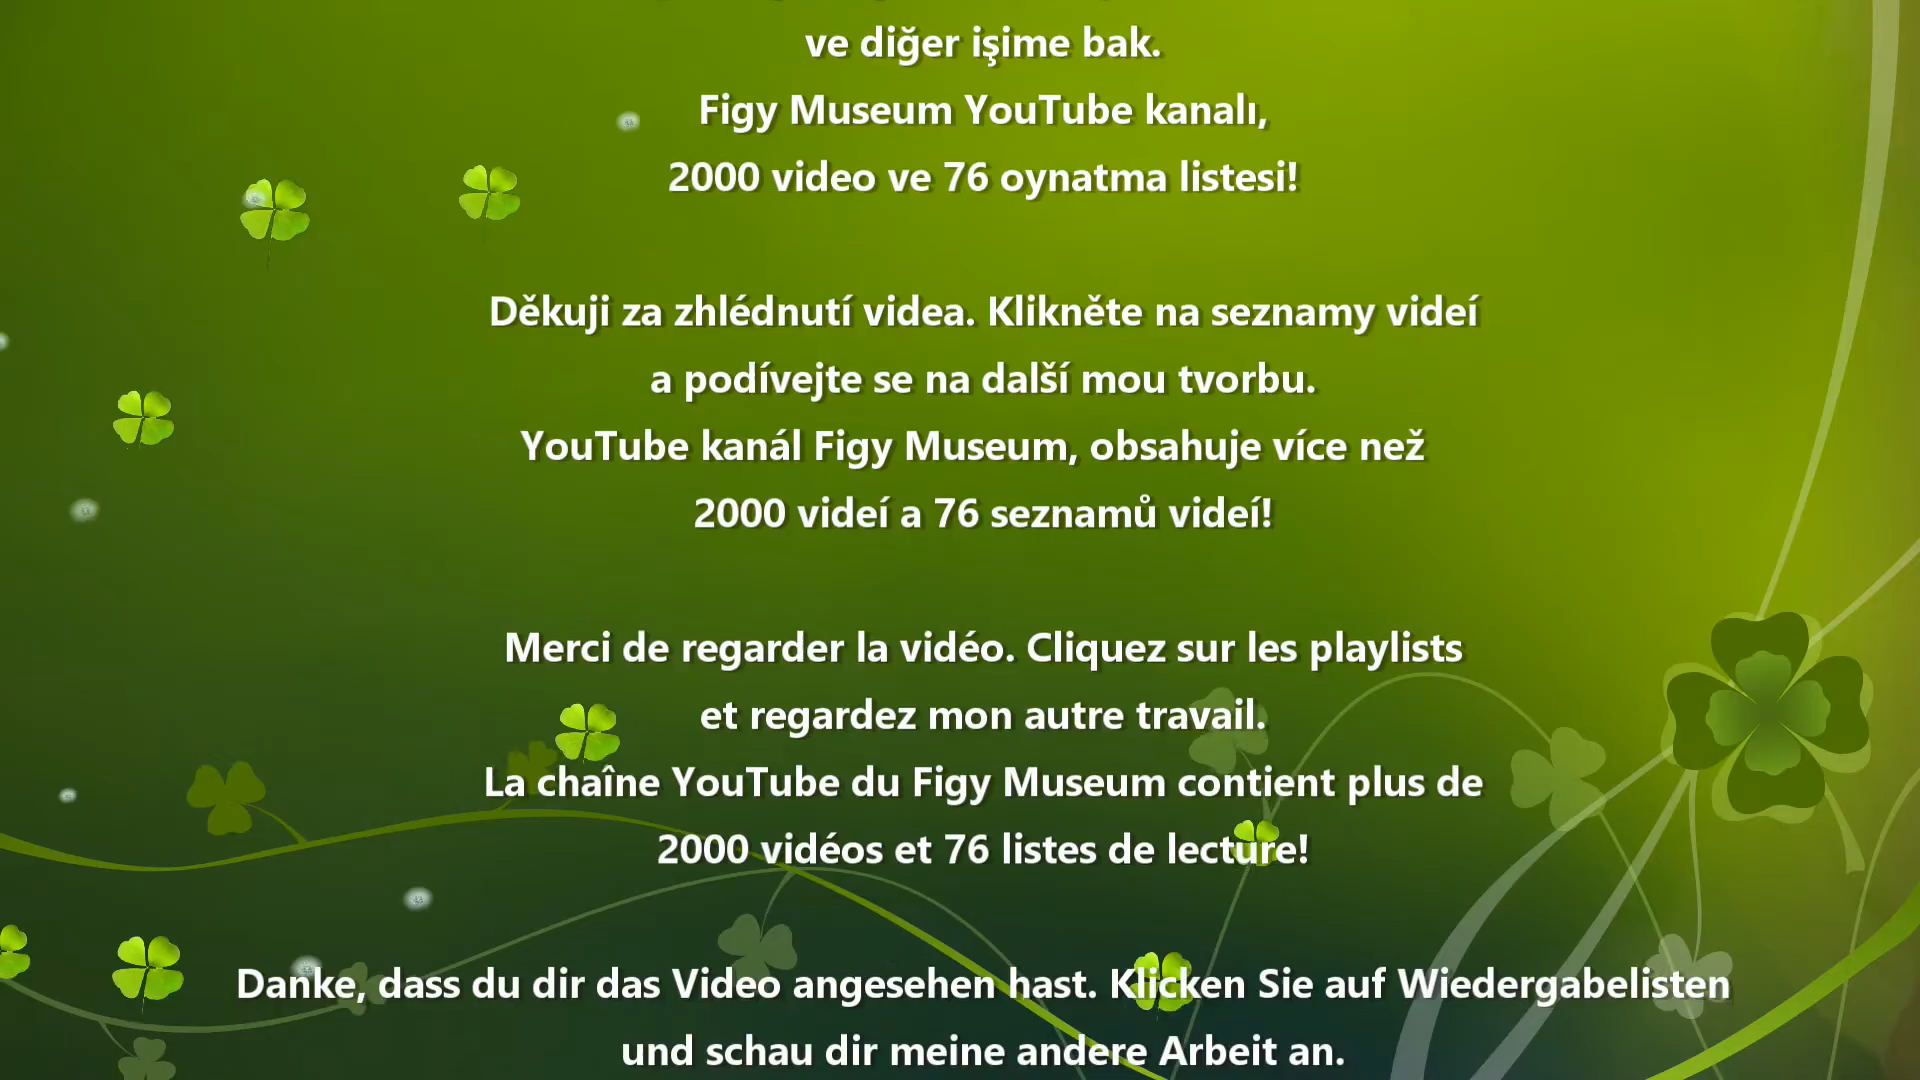 ve diğer işime bak.
Figy Museum YouTube kanalı,
2000 video ve 76 oynatma listesi!
Děkuji za zhlédnutí videa. Klikněte na seznamy videí
a podívejte se na další mou tvorbu.
YouTube kanál Figy Museum, obsahuje více než
2000 videí a 76 seznamů videí!
Merci de regarder la vidéo. Cliquez sur les playlists
et regardez mon autre travail.
La chaîne YouTube du Figy Museum contient plus de
2000 vidéos et 76 listes de lecture!
Danke, dass du dir das Video angesehen hast. Klicken Sie auf Wiedergabelisten
und schau dir meine andere Arbeit an.